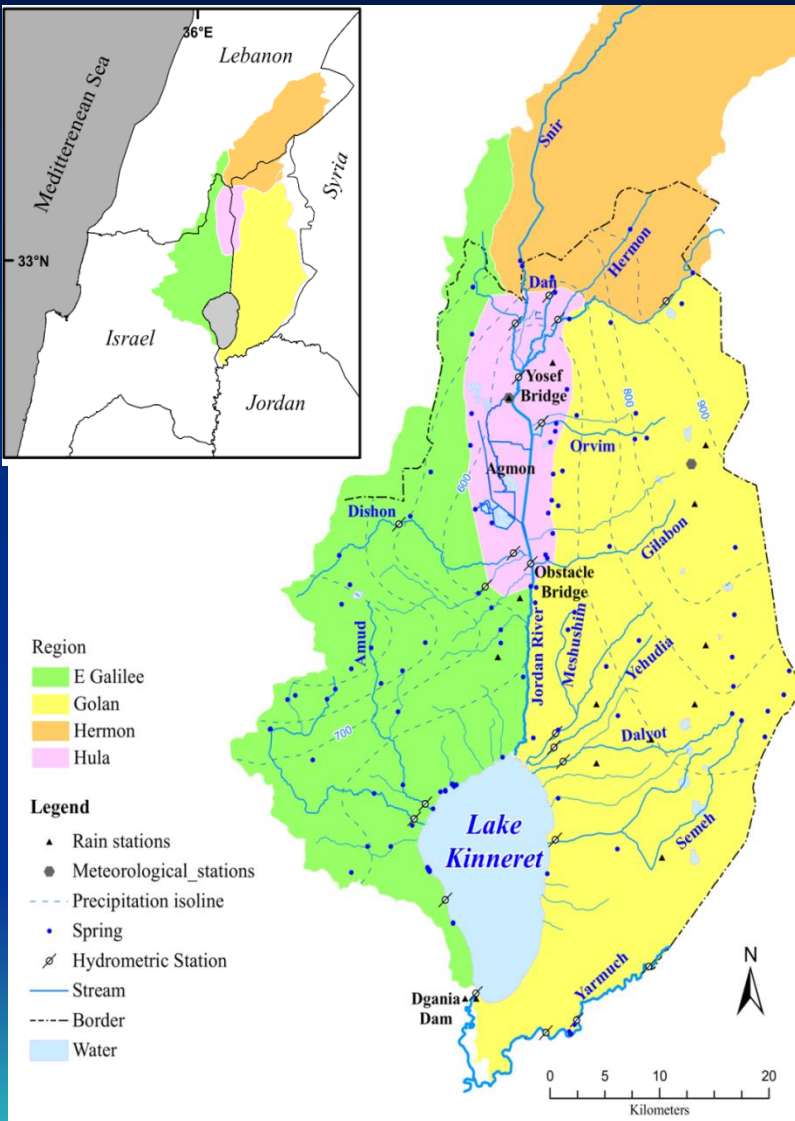 36°E
Lebanon
Meditterenean Sea
Syria
33°N
Israel
Jordan
Snir
Hermon
Dan
Yosef
Bridge
800
900
Orvim
600
Agmon
Dishon
Gilabon
Obstacle
Bridge
Meshushim
Jordan River
Amud
Yehudia
Dalyot
700
Lake
Kinneret
Semeh
Yarmuch
Dgania
Dam
Region
E Galilee
Golan
Hermon
Hula
Legend
Rain stations
Meteorological_stations
Precipitation isoline
Spring
Hydrometric Station
Stream
Border
Water
N
0 5 10 20
Kilometers